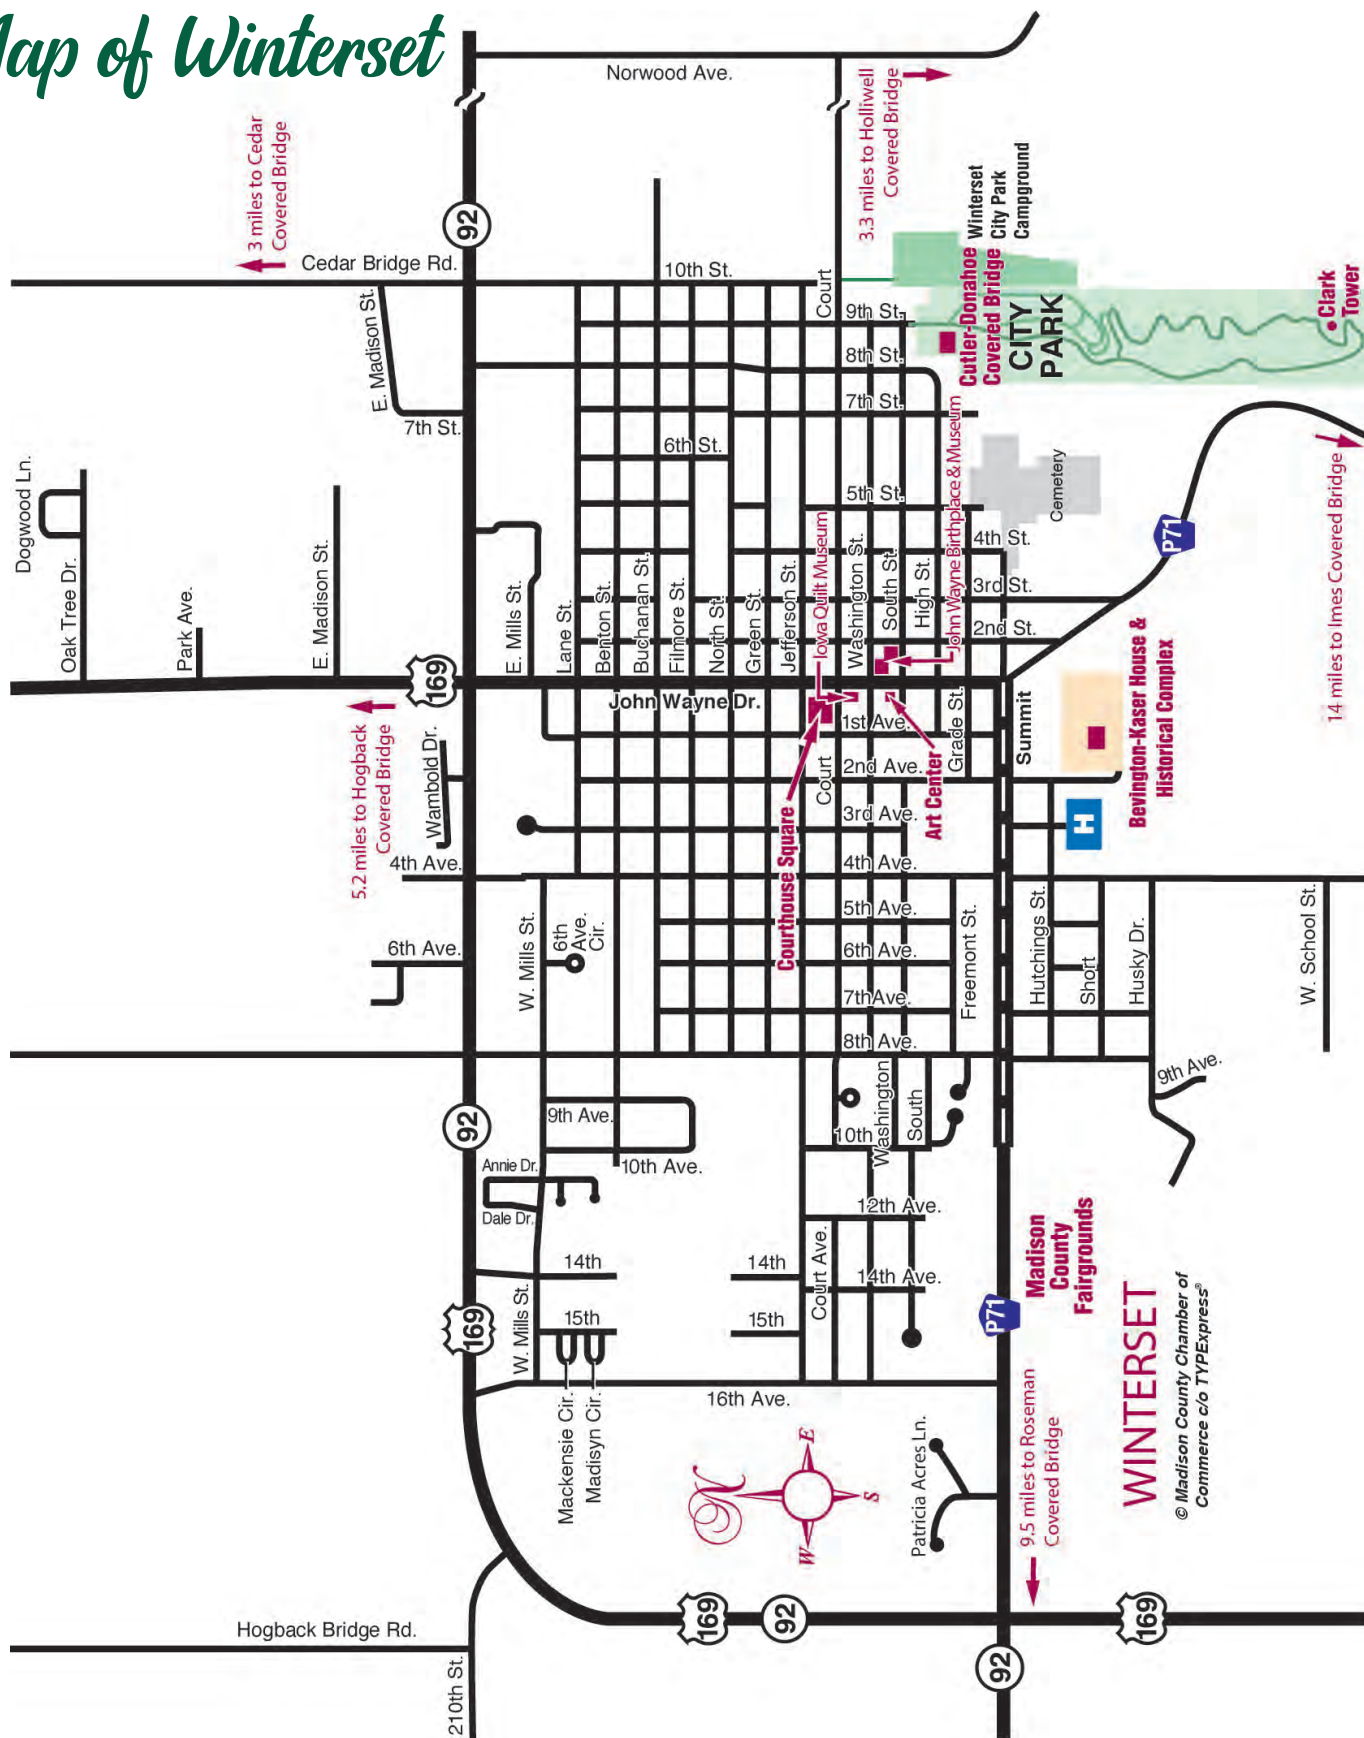 Map of Winterset
Norwood Ave.
3 miles to Cedar
Covered Bridge
3.3 miles to Holliwell
Covered Bridge
92
Cedar Bridge Rd.
10th St.
Court
Winterset
City Park
Campground
Cutler-Donahoe
Covered Bridge
CITY
PARK
Clark
Tower
E. Madison St.
7th St.
9th St.
8th St.
7th St.
6th St.
5th St.
4th St.
3rd St.
2nd St.
Cemetery
P71
14 miles to Imes Covered Bridge
Dogwood Ln.
Oak Tree Dr.
Park Ave.
E. Madison St.
169
E. Mills St.
Lane St.
Benton St.
Buchanan St.
Filmore St.
North St.
Green St.
Jefferson St.
Iowa Quilt Museum
Washington St.
South St.
High St.
John Wayne Birthplace & Museum
John Wayne Dr.
5.2 miles to Hogback
Covered Bridge
Wambold Dr.
1st Ave.
2nd Ave.
3rd Ave.
4th Ave.
4th Ave.
5th Ave.
6th Ave.
7thAve.
8th Ave.
Court
Grade St.
Summit
Courthouse Square
Art Center
Bevington-Kaser House &
Historical Complex
H
6th Ave.
W. Mills St.
6th
Ave.
Cir.
Freemont St.
Hutchings St.
Short
Husky Dr.
W. School St.
9th Ave.
92
9th Ave.
10th Ave.
Annie Dr.
Dale Dr.
10th
Washington
South
12th Ave.
14th
14th
14th Ave.
Court Ave.
15th
15th
W. Mills St.
169
P71
Madison
County
Fairgrounds
16th Ave.
Mackensie Cir.
Madisyn Cir.
N
E
S
W
Patricia Acres Ln.
9.5 miles to Roseman
Covered Bridge
WINTERSET
© Madison County Chamber of
Commerce c/o TYPExpress®
169
92
169
92
Hogback Bridge Rd.
210th St.